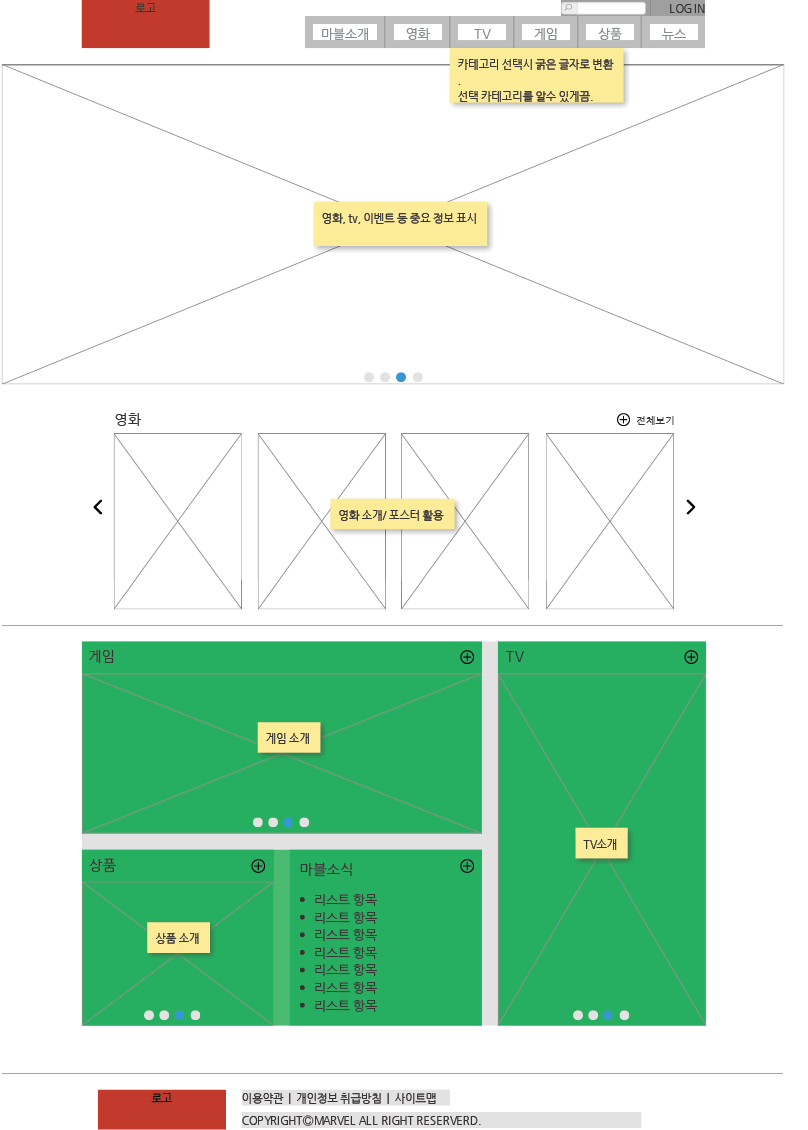 로고
LOG IN
마블소개
영화
TV
게임
상품
뉴스
카테고리 선택시 굵은 글자로 변환
.
선택 카테고리를 알수 있게끔.
영화, tv, 이벤트 등 중요 정보 표시
영화
전체보기
영화 소개/ 포스터 활용
게임
TV
게임 소개
TV소개
상품
마블소식
리스트 항목
리스트 항목
리스트 항목
리스트 항목
리스트 항목
리스트 항목
리스트 항목
상품 소개
로고
이용약관 | 개인정보 취급방침 | 사이트맵
COPYRIGHT©MARVEL ALL RIGHT RESERVERD.